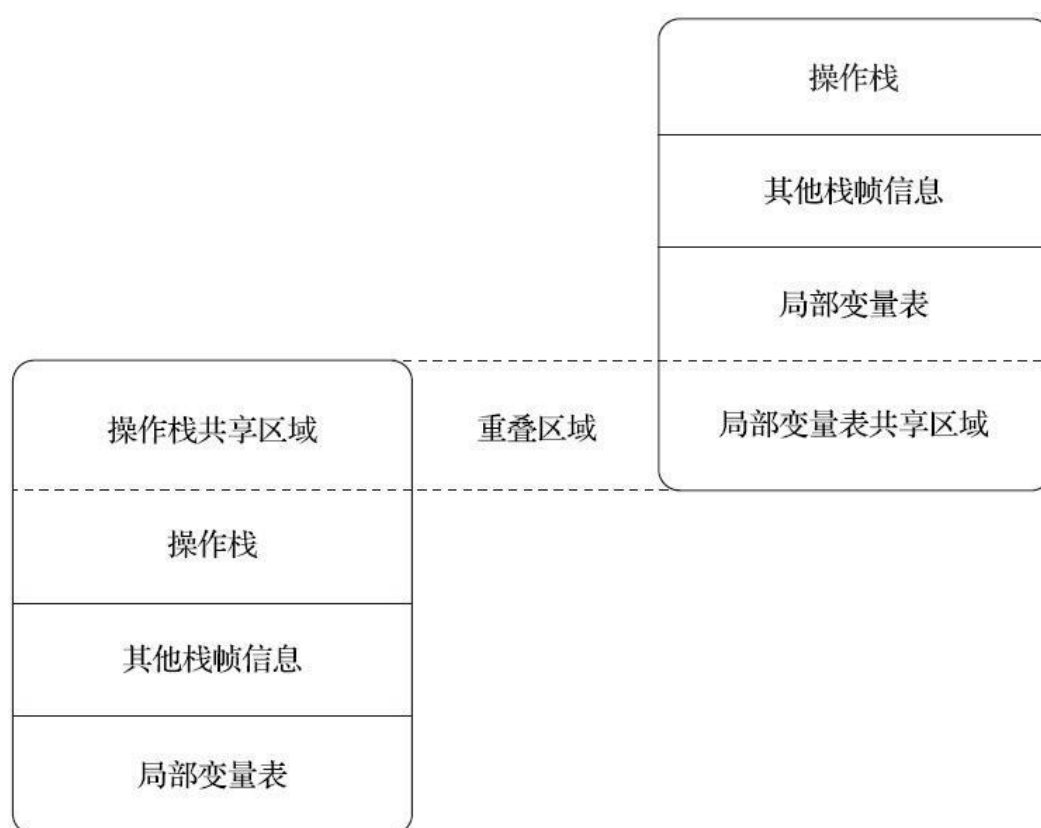 操作栈
其他栈帧信息
局部变量表
操作栈共享区域
重叠区域
局部变量表共享区域
操作栈
其他栈帧信息
局部变量表